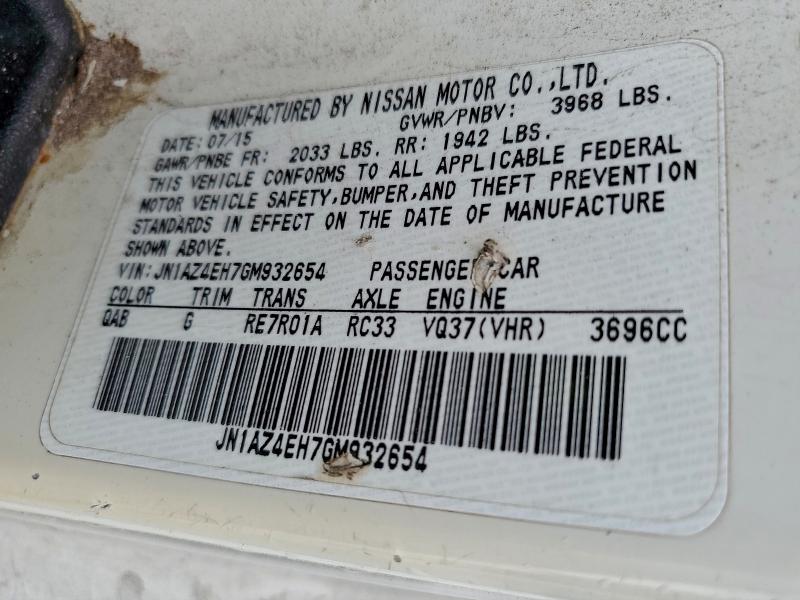 MANUFACTURED BY NISSAN MOTOR CO.,LTD.
DATE: 07/15 GVWR/PNBV: 3968 LBS.
GAWR/PNBE FR: 2033 LBS. RR: 1942 LBS.
THIS VEHICLE CONFORMS TO ALL APPLICABLE FEDERAL
MOTOR VEHICLE SAFETY,BUMPER,AND THEFT PREVENTION
STANDARDS IN EFFECT ON THE DATE OF MANUFACTURE
SHOWN ABOVE.
VIN:JN1AZ4EH7GM932654 PASSENGER CAR
COLOR TRIM TRANS AXLE ENGINE
QAB G RE7R01A RC33 VQ37(VHR) 3696CC
JN1AZ4EH7GM932654